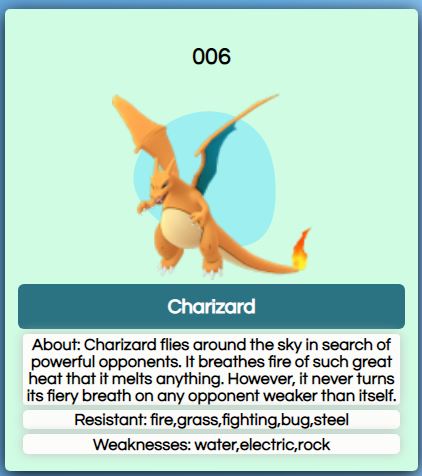 006
Charizard
About: Charizard flies around the sky in search of
powerful opponents. It breathes fire of such great
heat that it melts anything. However, it never turns
its fiery breath on any opponent weaker than itself.
Resistant: fire,grass,fighting,bug,steel
Weaknesses: water,electric,rock